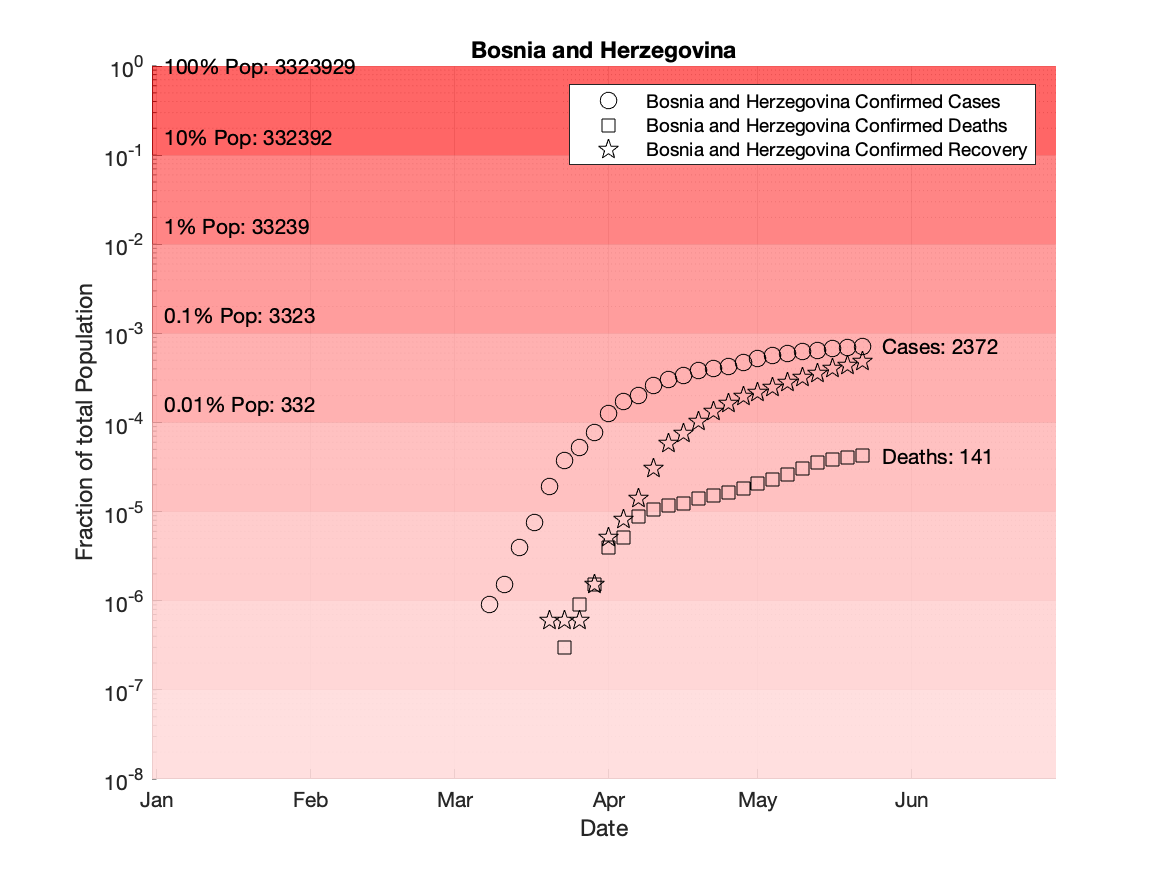 Bosnia and Herzegovina
10^0
100% Pop: 3323929
Bosnia and Herzegovina Confirmed Cases
Bosnia and Herzegovina Confirmed Deaths
Bosnia and Herzegovina Confirmed Recovery
10% Pop: 332392
10^-1
1% Pop: 33239
10^-2
0.1% Pop: 3323
10^-3
Cases: 2372
0.01% Pop: 332
10^-4
Deaths: 141
10^-5
10^-6
10^-7
10^-8
Fraction of total Population
Jan Feb Mar Apr May Jun
Date